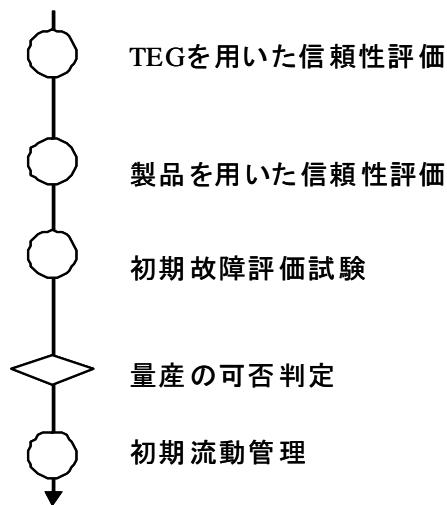 TEGを用いた信頼性評価
製品を用いた信頼性評価
初期故障評価試験
量産の可否判定
初期流動管理